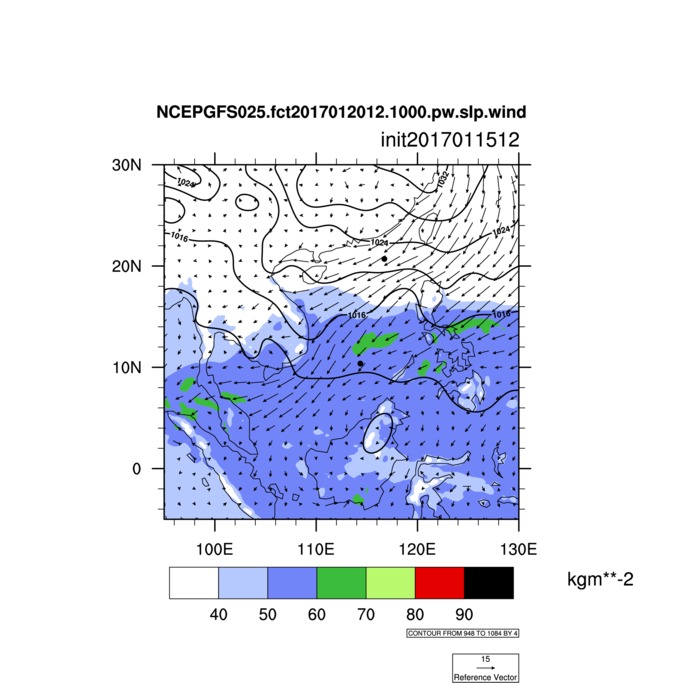 NCEPGFS025.fct2017012012.1000.pw.slp.wind
init2017011512
30N
20N
10N
0
1024
1032
1016
1024
1024
1016
1016
100E
110E
120E
130E
kgm**-2
40 50 60 70 80 90
CONTOUR FROM 948 TO 1084 BY 4
15
Reference Vector